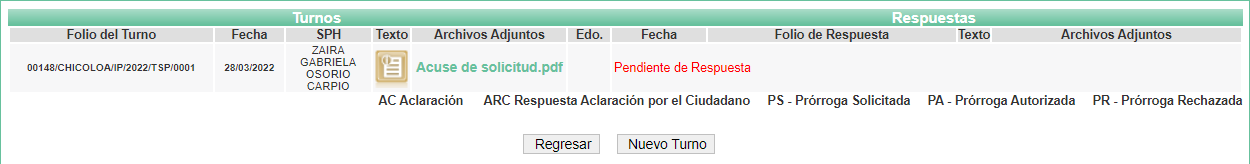 Turnos Respuestas
Folio del Turno Fecha SPH Texto Archivos Adjuntos Edo. Fecha Folio de Respuesta Texto Archivos Adjuntos
00148/CHICOLOA/IP/2022/TSP/0001 28/03/2022 ZAIRA GABRIELA OSORIO CARPIO Acuse de solicitud.pdf Pendiente de Respuesta
AC Aclaración ARC Respuesta Aclaración por el Ciudadano PS - Prórroga Solicitada PA - Prórroga Autorizada PR - Prórroga Rechazada
Regresar Nuevo Turno